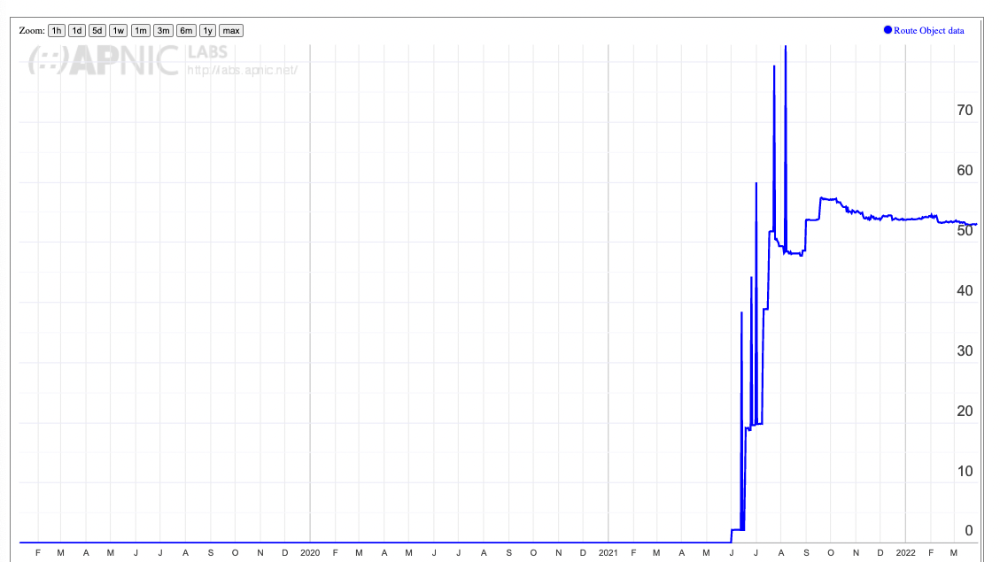 Zoom: 1h 1d 5d 1w 1m 3m 6m 1y max
Route Object data
(::)APNIC LABS
http://labs.apnic.net/
70
60
50
40
30
20
10
0
F M A M J J A S O N D 2020 F M A M J J A S O N D 2021 F M A M J J A S O N D 2022 F M